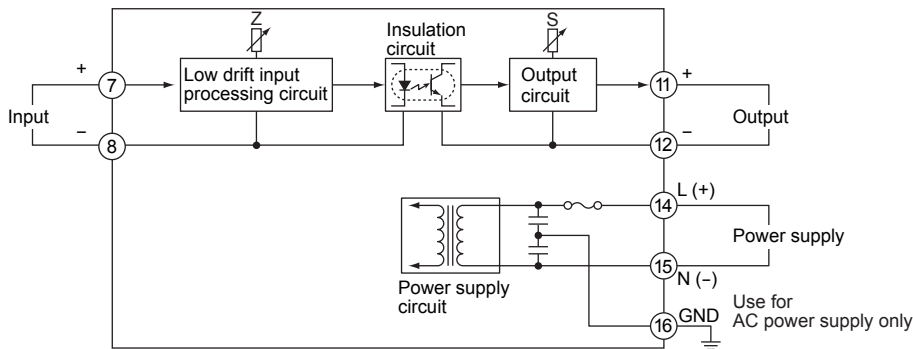 Z
S
Insulation
circuit
+
7
Low drift input
processing circuit
Output
circuit
11
+
Input
Output
−
8
12
−
L (+)
14
Power supply
15
N (−)
Power supply
circuit
16
GND
Use for
AC power supply only